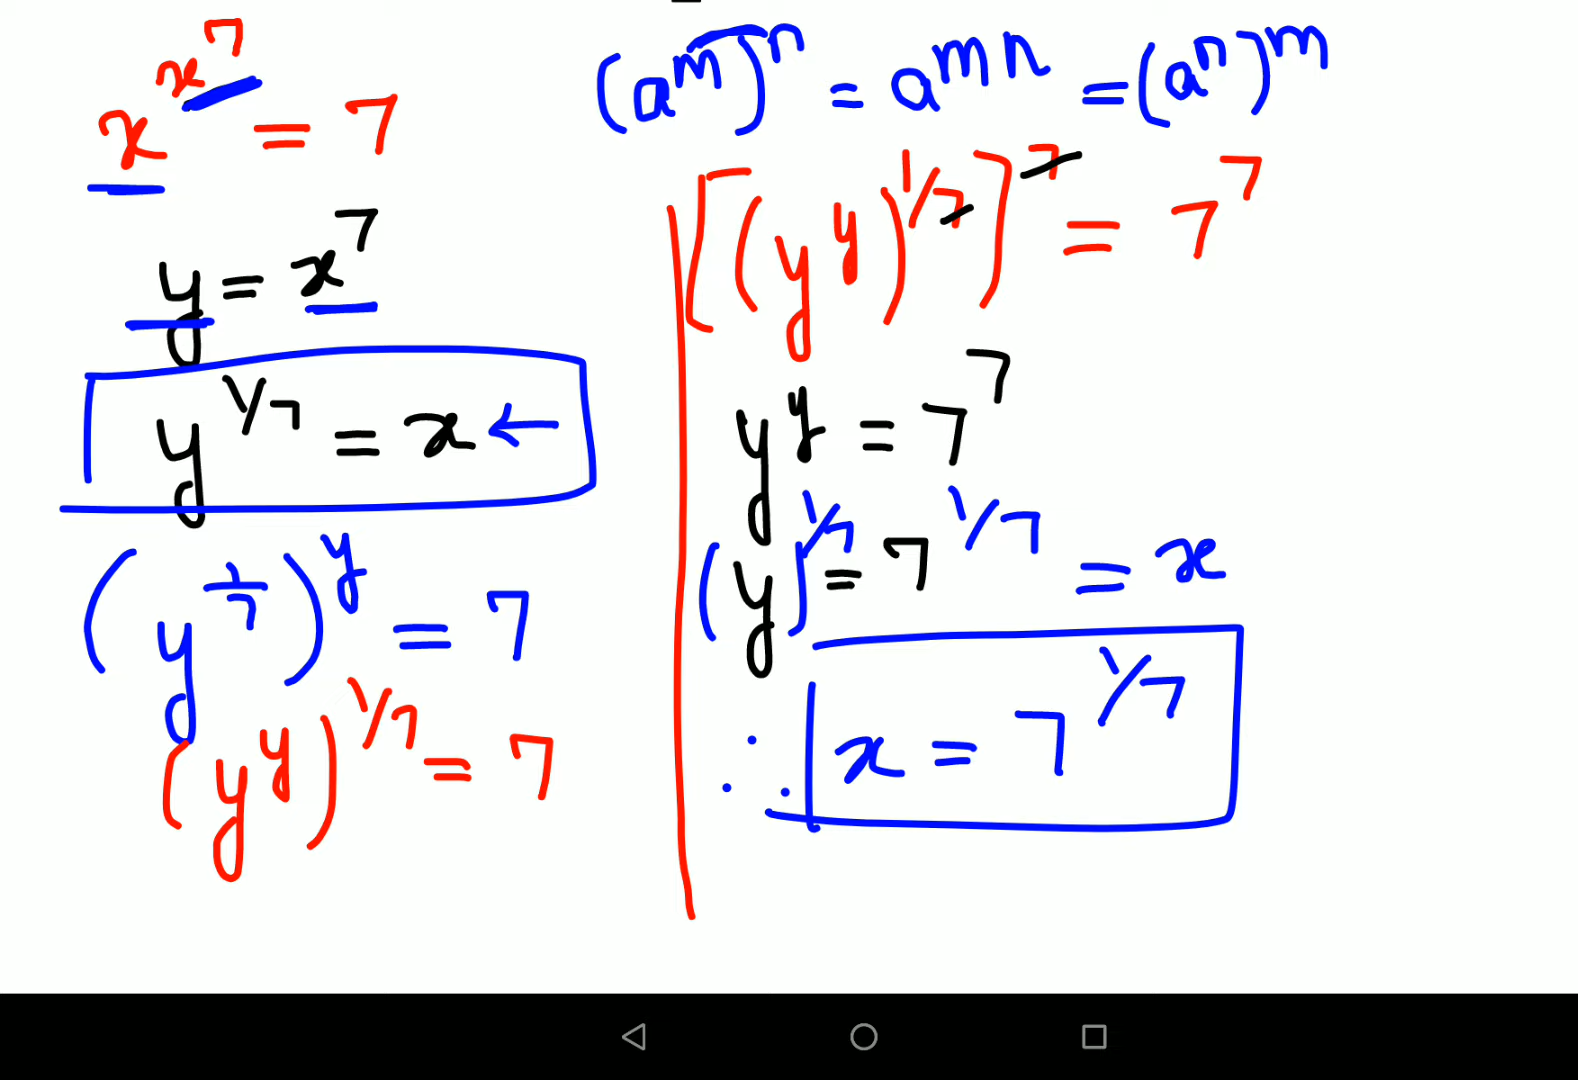 x^x^7 = 7
y = x^7
y^1/7 = x ←
(y^1/7)^y = 7
(y^y)^1/7 = 7
(a^m)^n = a^mn = (a^n)^m
[(y^y)^1/7]^7 = 7^7
y^y = 7^7
(y)^1/7 = 7^1/7 = x
∴ x = 7^1/7